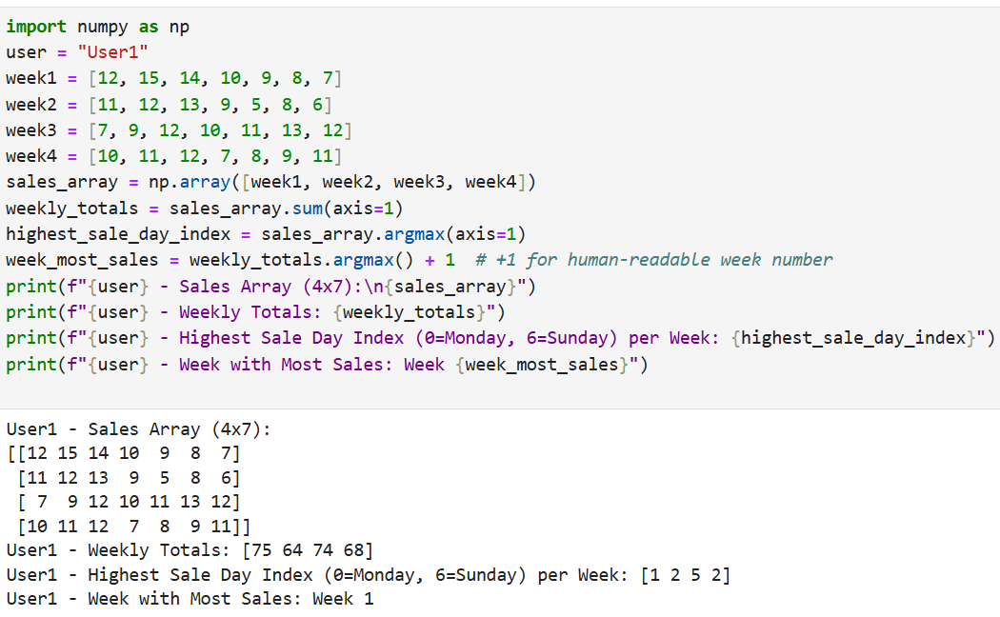 import numpy as np
user = "User1"
week1 = [12, 15, 14, 10, 9, 8, 7]
week2 = [11, 12, 13, 9, 5, 8, 6]
week3 = [7, 9, 12, 10, 11, 13, 12]
week4 = [10, 11, 12, 7, 8, 9, 11]
sales_array = np.array([week1, week2, week3, week4])
weekly_totals = sales_array.sum(axis=1)
highest_sale_day_index = sales_array.argmax(axis=1)
week_most_sales = weekly_totals.argmax() + 1  # +1 for human-readable week number
print(f"{user} - Sales Array (4x7):\n{sales_array}")
print(f"{user} - Weekly Totals: {weekly_totals}")
print(f"{user} - Highest Sale Day Index (0=Monday, 6=Sunday) per Week: {highest_sale_day_index}")
print(f"{user} - Week with Most Sales: Week {week_most_sales}")
User1 - Sales Array (4x7):
[[12 15 14 10  9  8  7]
 [11 12 13  9  5  8  6]
 [ 7  9 12 10 11 13 12]
 [10 11 12  7  8  9 11]]
User1 - Weekly Totals: [75 64 74 68]
User1 - Highest Sale Day Index (0=Monday, 6=Sunday) per Week: [1 2 5 2]
User1 - Week with Most Sales: Week 1